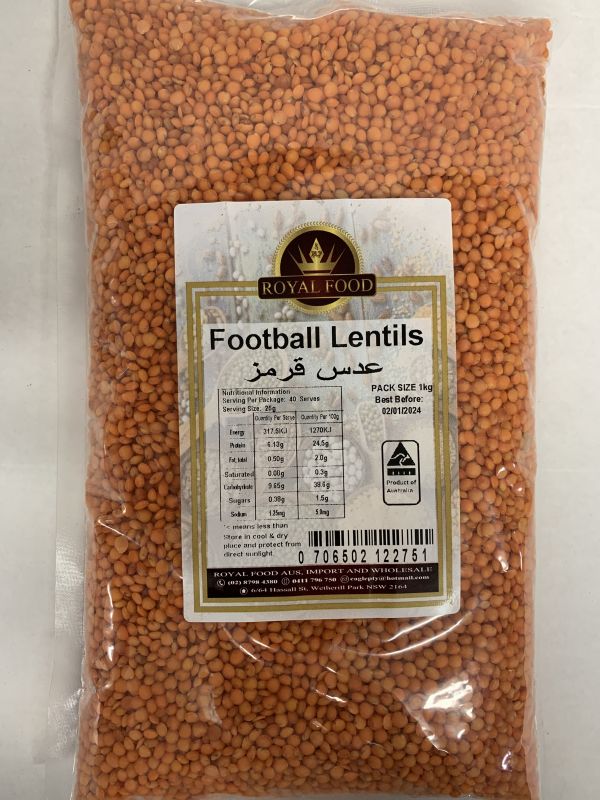 ROYAL FOOD
Football Lentils
عدس قرمز
Nutritional Information
Serving Per Package: 40 Serves
Serving Size: 25g
Quantity Per Serve Quantity Per 100g
Energy 317.5KJ 1270KJ
Protein 6.13g 24.5g
Fat, total 0.50g 2.0g
Saturated 0.08g 0.3g
Carbohydrate 9.65g 38.6g
Sugars 0.38g 1.5g
Sodium 1.25mg 5.0mg
PACK SIZE 1kg
Best Before:
02/01/2024
Product of
Australia
'< means less than
Store in cool & dry
place and protect from
direct sunlight.
0 706502 122751
ROYAL FOOD AUS, IMPORT AND WHOLESALE
(02) 8798 4380 0411 796 750 eaglepty@hotmail.com
6/64 Hassall St, Wetherill Park NSW 2164